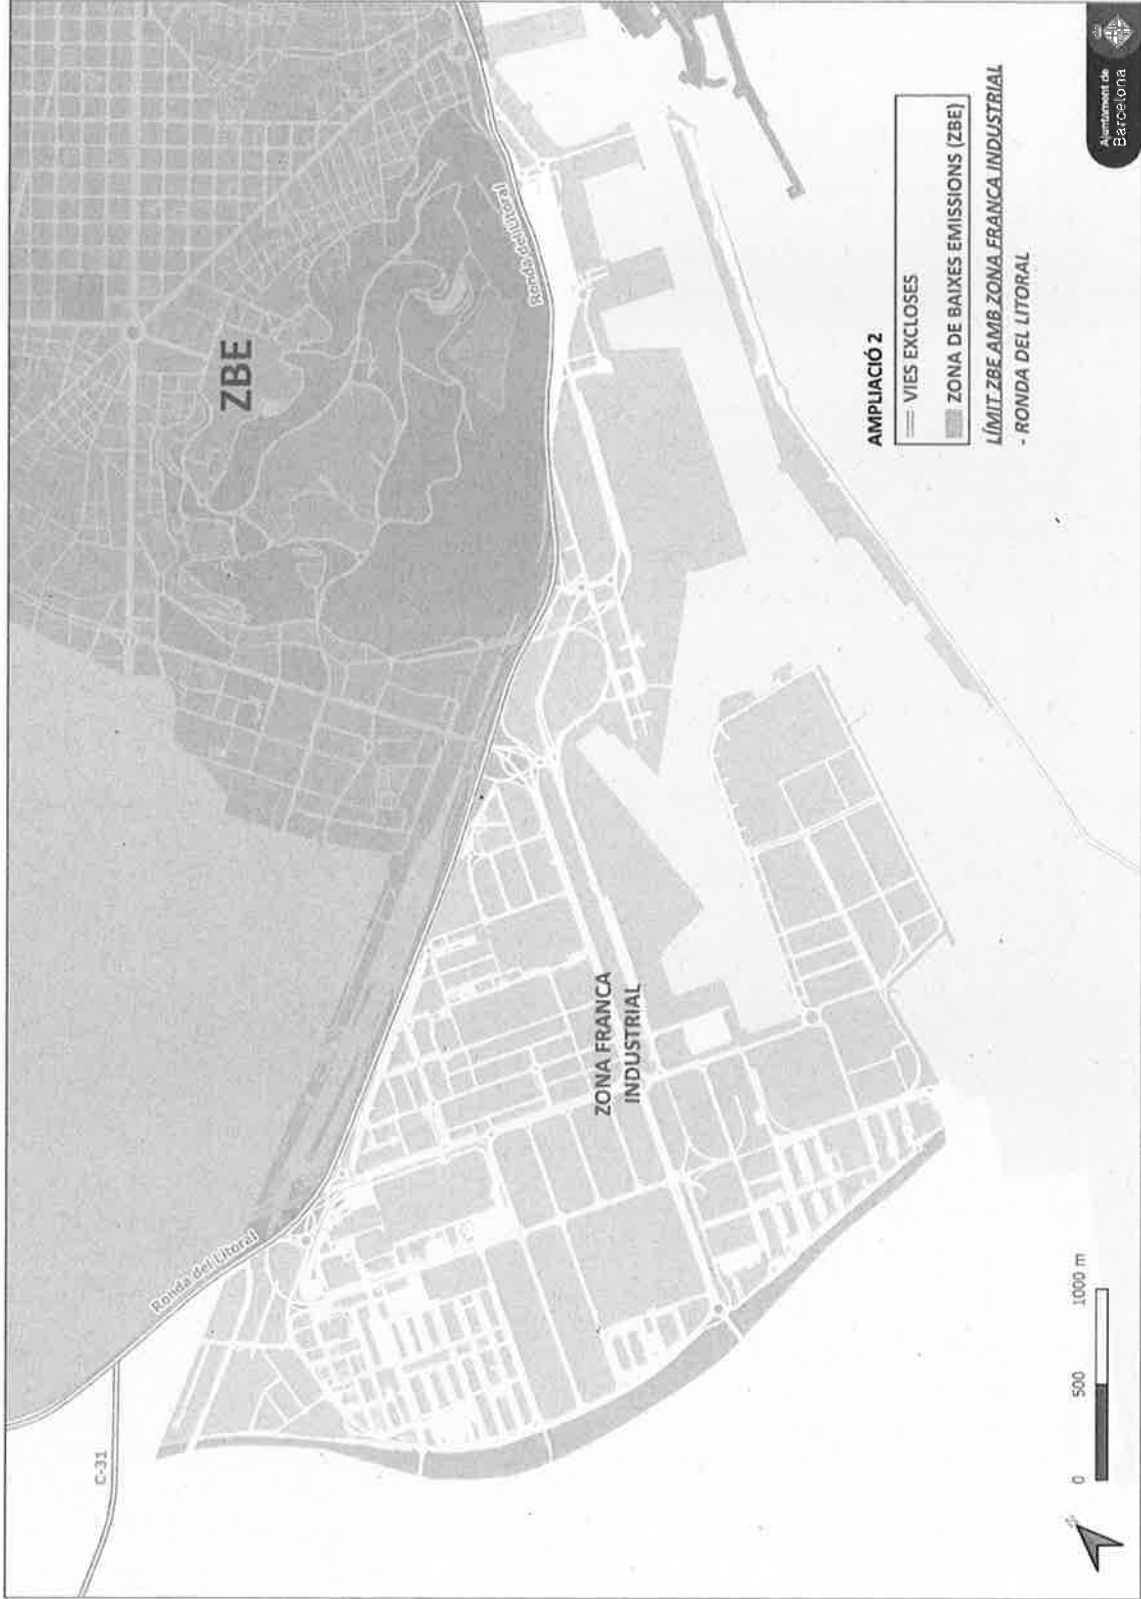 ZBE
Ronda del Litoral
Ronda del Litoral
C-31
ZONA FRANCA
INDUSTRIAL
AMPLIACIÓ 2
VIES EXCLOSES
ZONA DE BAIXES EMISSIONS (ZBE)
LÍMIT ZBE AMB ZONA FRANCA INDUSTRIAL
- RONDA DEL LITORAL
0 500 1000 m
Ajuntament de
Barcelona